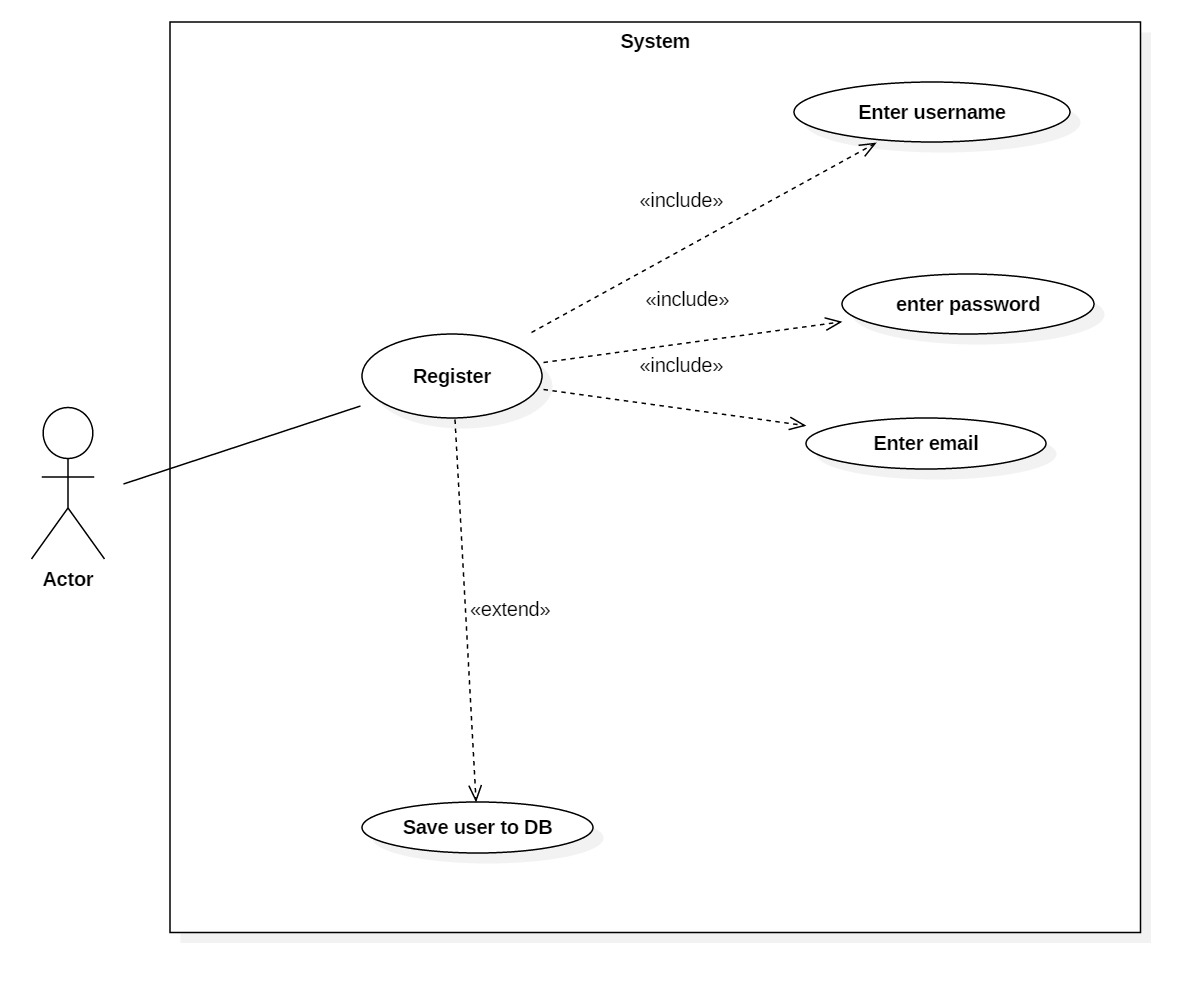 System
Enter username
«include»
«include»
enter password
«include»
Register
Enter email
Actor
«extend»
Save user to DB